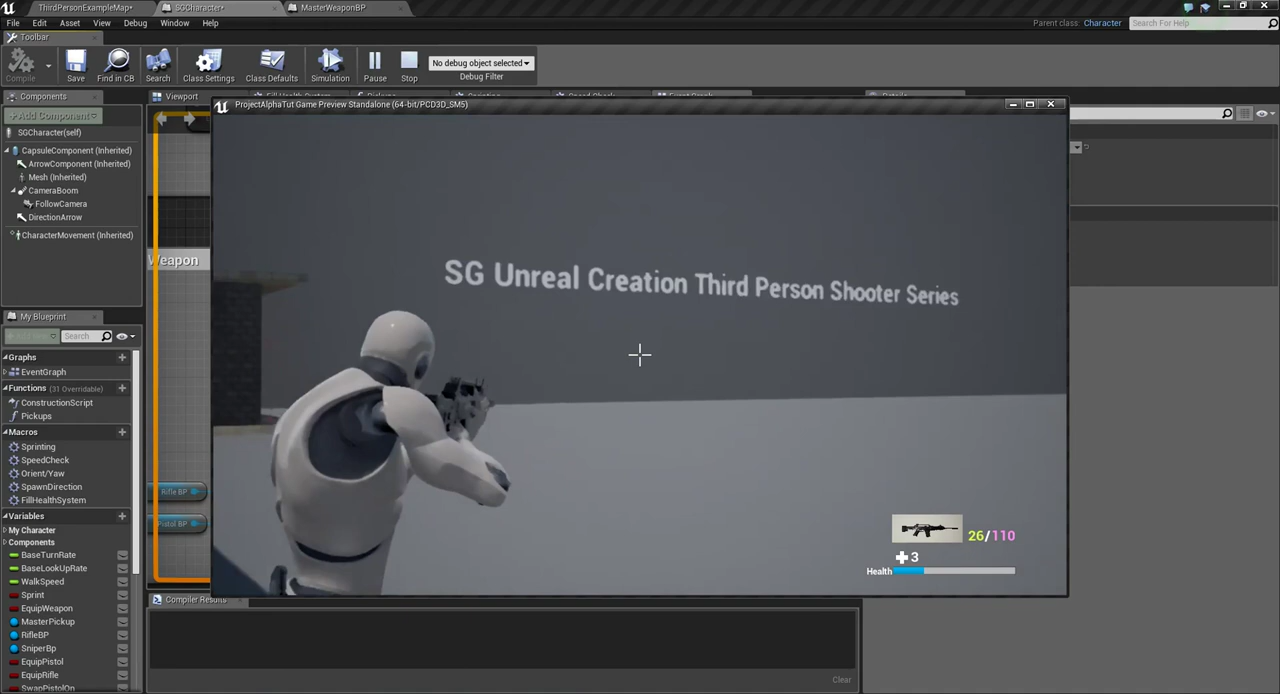 ThirdPersonExampleMap*
SGCharacter*
MasterWeaponBP
File Edit Asset View Debug Window Help
Parent class: Character
Search For Help
Toolbar
Compile
Save
Find in CB
Search
Class Settings
Class Defaults
Simulation
Pause
Stop
No debug object selected
Debug Filter
Components
Viewport
+Add Component
SGCharacter(self)
CapsuleComponent (Inherited)
ArrowComponent (Inherited)
Mesh (Inherited)
CameraBoom
FollowCamera
DirectionArrow
CharacterMovement (Inherited)
My Blueprint
Search
Graphs
EventGraph
Functions (31 Overridable)
ConstructionScript
Pickups
Macros
Sprinting
SpeedCheck
Orient/Yaw
SpawnDirection
FillHealthSystem
Variables
My Character
Components
BaseTurnRate
BaseLookUpRate
WalkSpeed
Sprint
EquipWeapon
MasterPickup
RifleBP
SniperBp
EquipPistol
EquipRifle
SwapPistolOn
Weapon
Rifle BP
Pistol BP
ProjectAlphaTut Game Preview Standalone (64-bit/PCD3D_SM5)
SG Unreal Creation Third Person Shooter Series
26/110
3
Health
Compiler Results
Clear